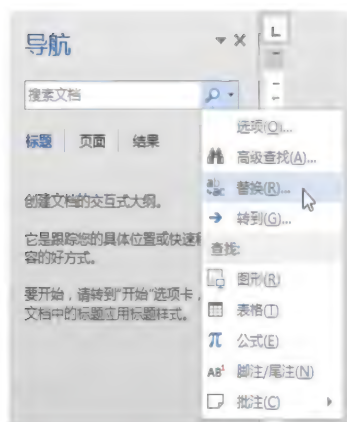 导航
搜索文档
标题 页面 结果
创建文档的交互式大纲。
它是跟踪您的具体位置或快速
容的好方式。
要开始，请转到"开始"选项卡，
文档中的标题应用标题样式。
选项(O)...
高级查找(A)...
替换(R)...
转到(G)...
查找:
图形(R)
表格(T)
公式(E)
脚注/尾注(N)
批注(C)